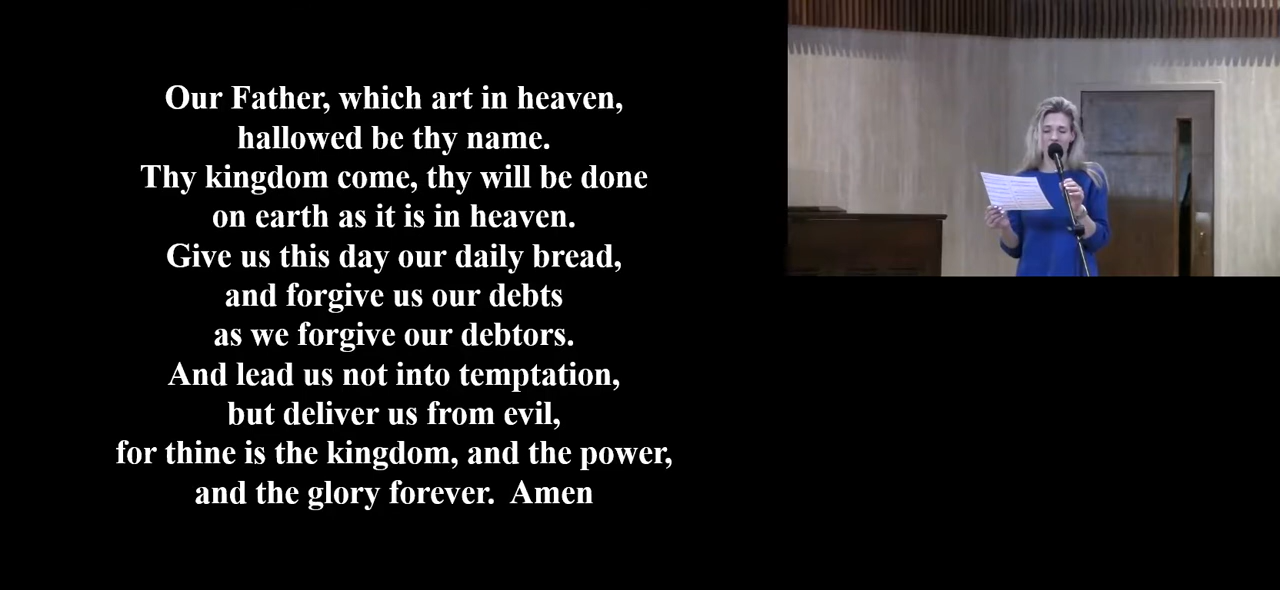 Our Father, which art in heaven,
hallowed be thy name.
Thy kingdom come, thy will be done
on earth as it is in heaven.
Give us this day our daily bread,
and forgive us our debts
as we forgive our debtors.
And lead us not into temptation,
but deliver us from evil,
for thine is the kingdom, and the power,
and the glory forever.  Amen